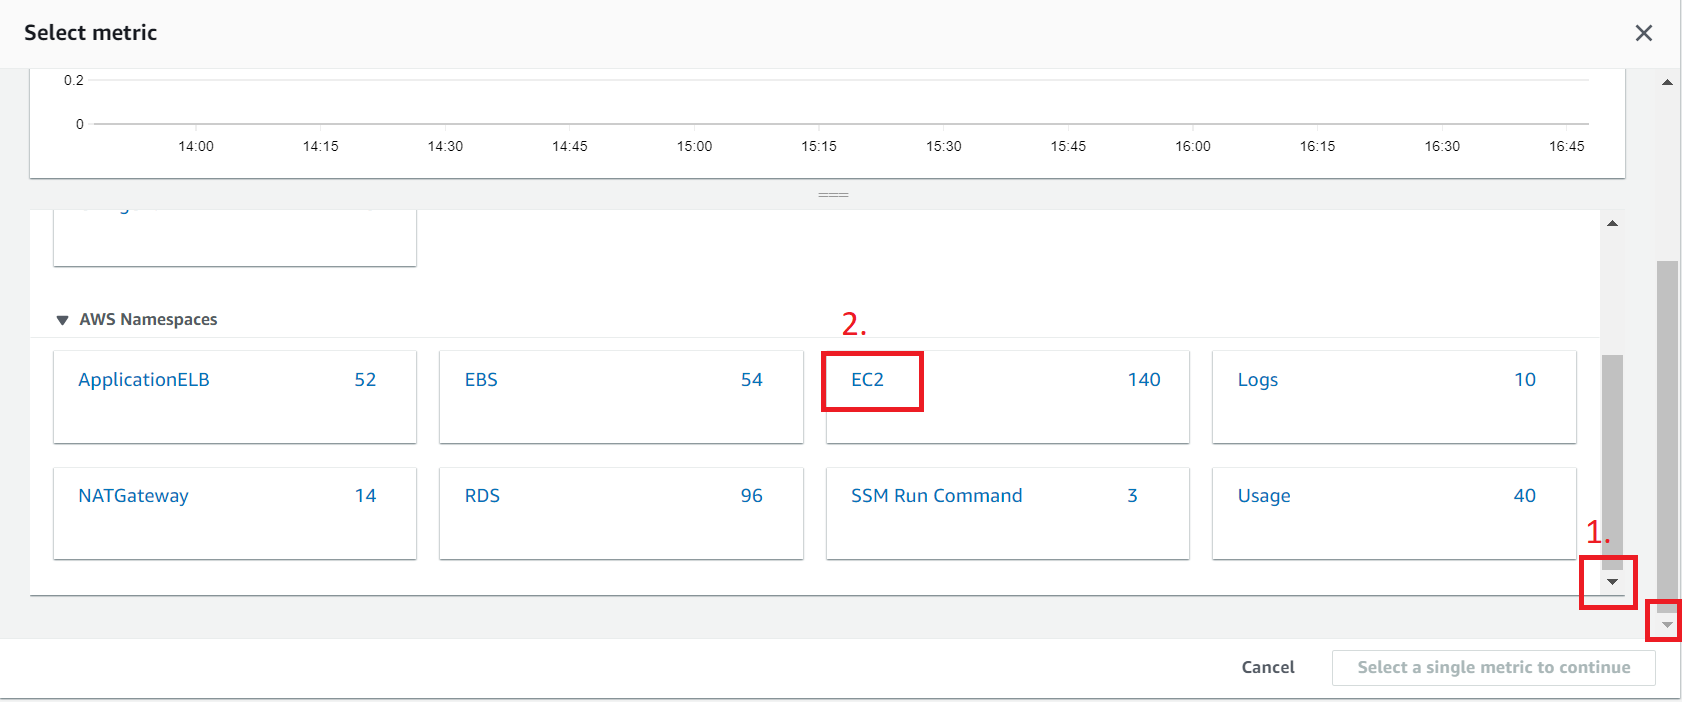 Select metric
0.2
0
14:00 14:15 14:30 14:45 15:00 15:15 15:30 15:45 16:00 16:15 16:30 16:45
AWS Namespaces
2.
ApplicationELB 52 EBS 54 EC2 140 Logs 10
NATGateway 14 RDS 96 SSM Run Command 3 Usage 40
1.
Cancel Select a single metric to continue